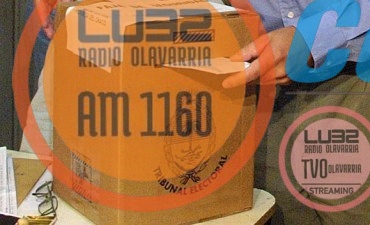 LU32
RADIO OLAVARRIA
AM 1160
TRIBUNAL ELECTORAL
LU32
RADIO OLAVARRIA
TVO
OLAVARRIA
STREAMING